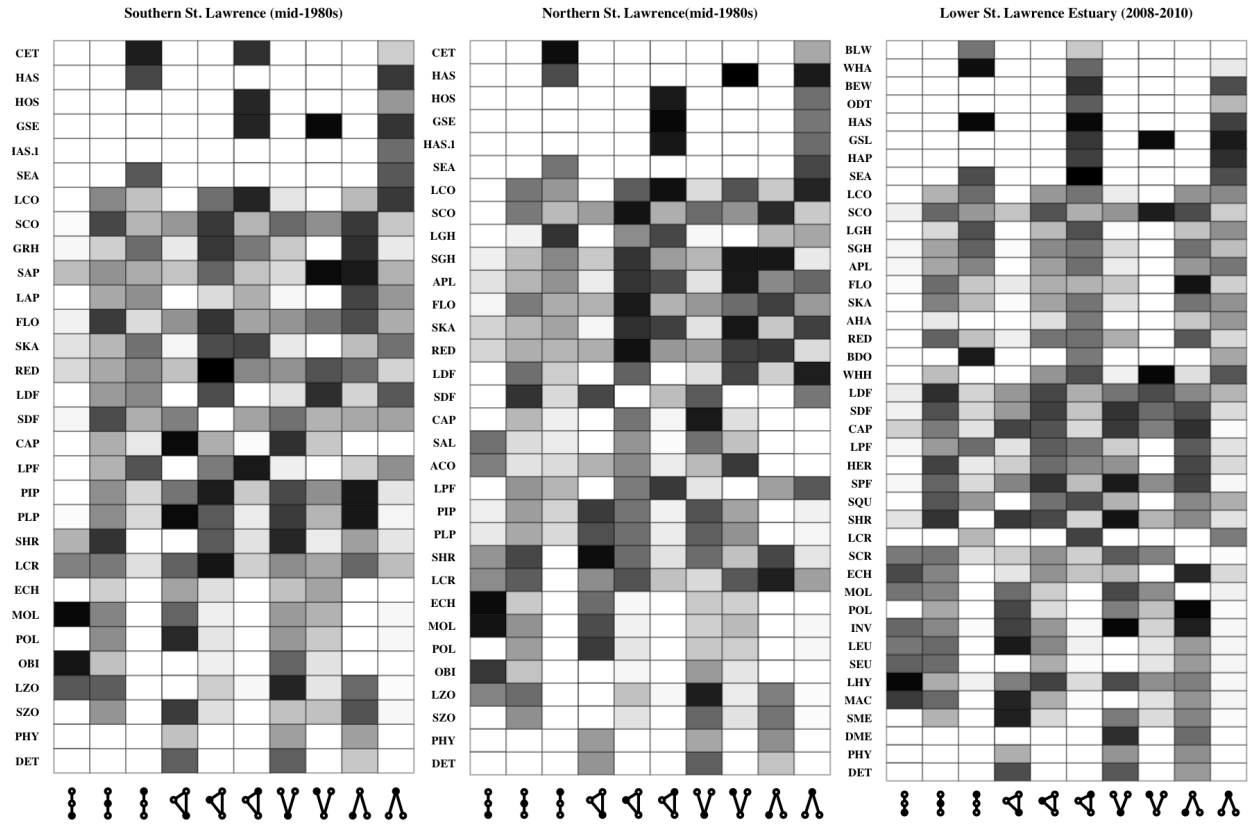 Southern St. Lawrence (mid-1980s)
CET
HAS
HOS
GSE
IAS.1
SEA
LCO
SCO
GRH
SAP
LAP
FLO
SKA
RED
LDF
SDF
CAP
LPF
PIP
PLP
SHR
LCR
ECH
MOL
POL
OBI
LZO
SZO
PHY
DET
Northern St. Lawrence(mid-1980s)
CET
HAS
HOS
GSE
HAS.1
SEA
LCO
SCO
LGH
SGH
APL
FLO
SKA
RED
LDF
SDF
CAP
SAL
ACO
LPF
PIP
PLP
SHR
LCR
ECH
MOL
POL
OBI
LZO
SZO
PHY
DET
Lower St. Lawrence Estuary (2008-2010)
BLW
WHA
BEW
ODT
HAS
GSL
HAP
SEA
LCO
SCO
LGH
SGH
APL
FLO
SKA
AHA
RED
BDO
WHH
LDF
SDF
CAP
LPF
HER
SPF
SQU
SHR
LCR
SCR
ECH
MOL
POL
INV
LEU
SEU
LHY
MAC
SME
DME
PHY
DET